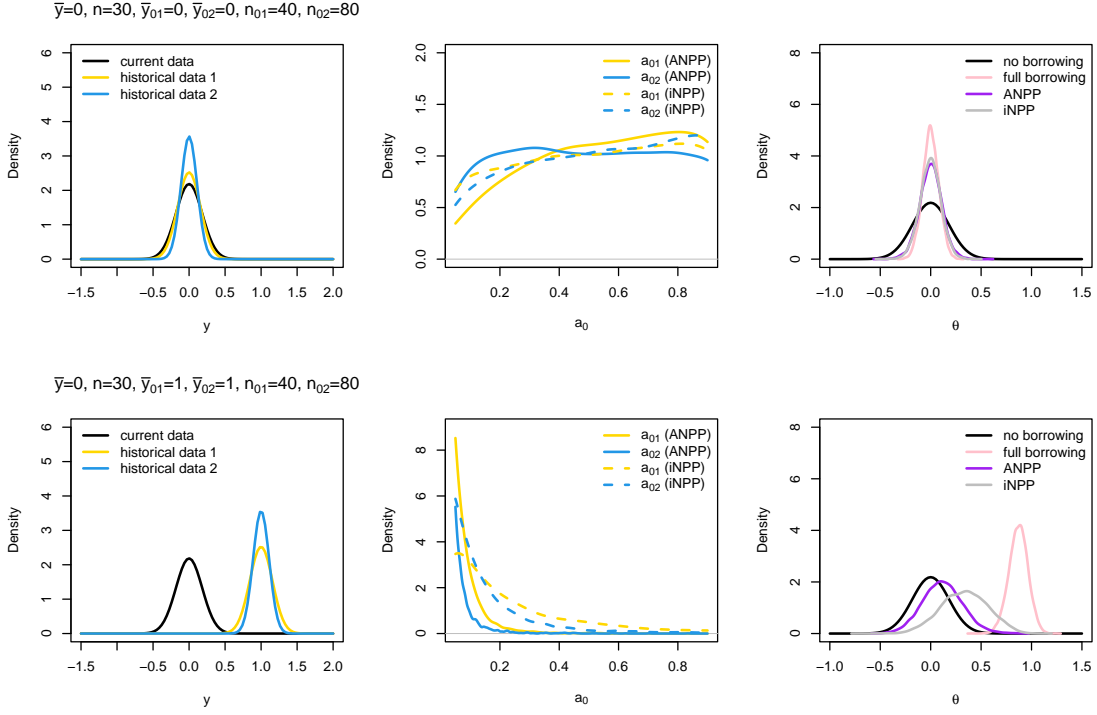 ȳ=0, n=30, ȳ₀₁=0, ȳ₀₂=0, n₀₁=40, n₀₂=80
current data
historical data 1
historical data 2
0 1 2 3 4 5 6
Density
−1.5 −0.5 0.0 0.5 1.0 1.5 2.0
y
a₀₁ (ANPP)
a₀₂ (ANPP)
a₀₁ (iNPP)
a₀₂ (iNPP)
0.0 0.5 1.0 1.5 2.0
Density
0.2 0.4 0.6 0.8
a₀
no borrowing
full borrowing
ANPP
iNPP
0 2 4 6 8
Density
−1.0 −0.5 0.0 0.5 1.0 1.5
θ
ȳ=0, n=30, ȳ₀₁=1, ȳ₀₂=1, n₀₁=40, n₀₂=80
current data
historical data 1
historical data 2
0 1 2 3 4 5 6
Density
−1.5 −0.5 0.0 0.5 1.0 1.5 2.0
y
a₀₁ (ANPP)
a₀₂ (ANPP)
a₀₁ (iNPP)
a₀₂ (iNPP)
0 2 4 6 8
Density
0.2 0.4 0.6 0.8
a₀
no borrowing
full borrowing
ANPP
iNPP
0 2 4 6 8
Density
−1.0 −0.5 0.0 0.5 1.0 1.5
θ